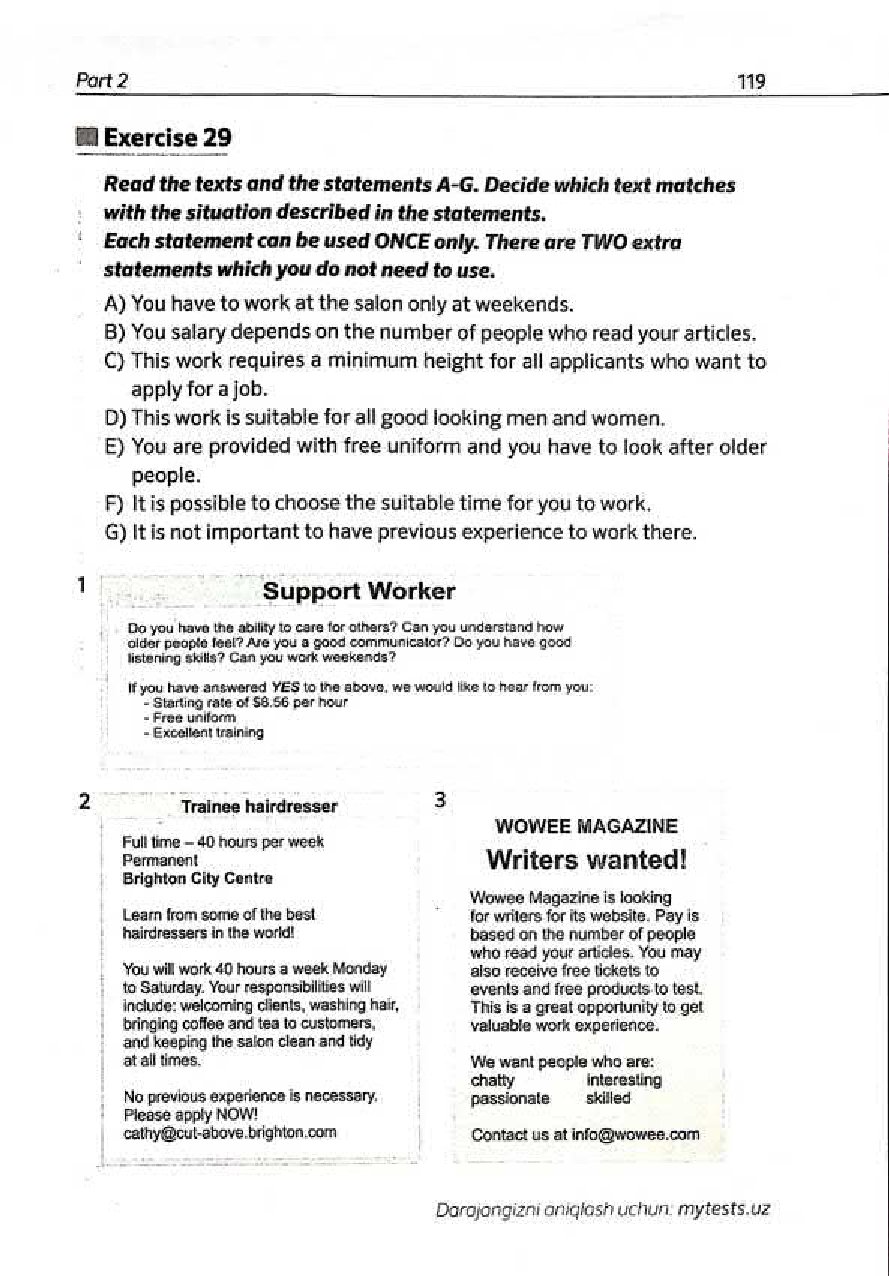 Part 2 119
Exercise 29
Read the texts and the statements A-G. Decide which text matches
with the situation described in the statements.
Each statement can be used ONCE only. There are TWO extra
statements which you do not need to use.
A) You have to work at the salon only at weekends.
B) You salary depends on the number of people who read your articles.
C) This work requires a minimum height for all applicants who want to
apply for a job.
D) This work is suitable for all good looking men and women.
E) You are provided with free uniform and you have to look after older
people.
F) It is possible to choose the suitable time for you to work.
G) It is not important to have previous experience to work there.
1 Support Worker
Do you have the ability to care for others? Can you understand how
older people feel? Are you a good communicator? Do you have good
listening skills? Can you work weekends?
If you have answered YES to the above, we would like to hear from you:
- Starting rate of $8.56 per hour
- Free uniform
- Excellent training
2 Trainee hairdresser
Full time – 40 hours per week
Permanent
Brighton City Centre
Learn from some of the best
hairdressers in the world!
You will work 40 hours a week Monday
to Saturday. Your responsibilities will
include: welcoming clients, washing hair,
bringing coffee and tea to customers,
and keeping the salon clean and tidy
at all times.
No previous experience is necessary.
Please apply NOW!
cathy@cut-above.brighton.com
3
WOWEE MAGAZINE
Writers wanted!
Wowee Magazine is looking
for writers for its website. Pay is
based on the number of people
who read your articles. You may
also receive free tickets to
events and free products to test.
This is a great opportunity to get
valuable work experience.
We want people who are:
chatty interesting
passionate skilled
Contact us at info@wowee.com
Darajangizni aniqlash uchun: mytests.uz